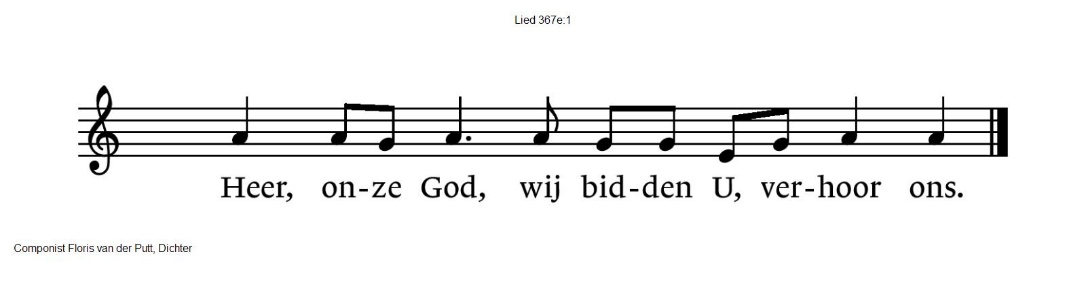 Lied 367e:1
Heer, on-ze God, wij bid-den U, ver-hoor ons.
Componist Floris van der Putt, Dichter